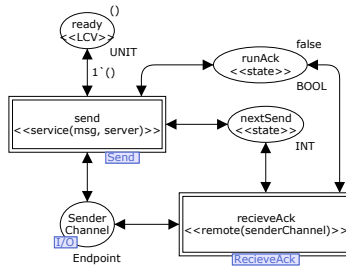 ()
ready
<<LCV>>
UNIT
1`()
false
runAck
<<state>>
BOOL
send
<<service(msg, server)>>
Send
nextSend
<<state>>
INT
Sender
Channel
I/O
Endpoint
recieveAck
<<remote(senderChannel)>>
RecieveAck